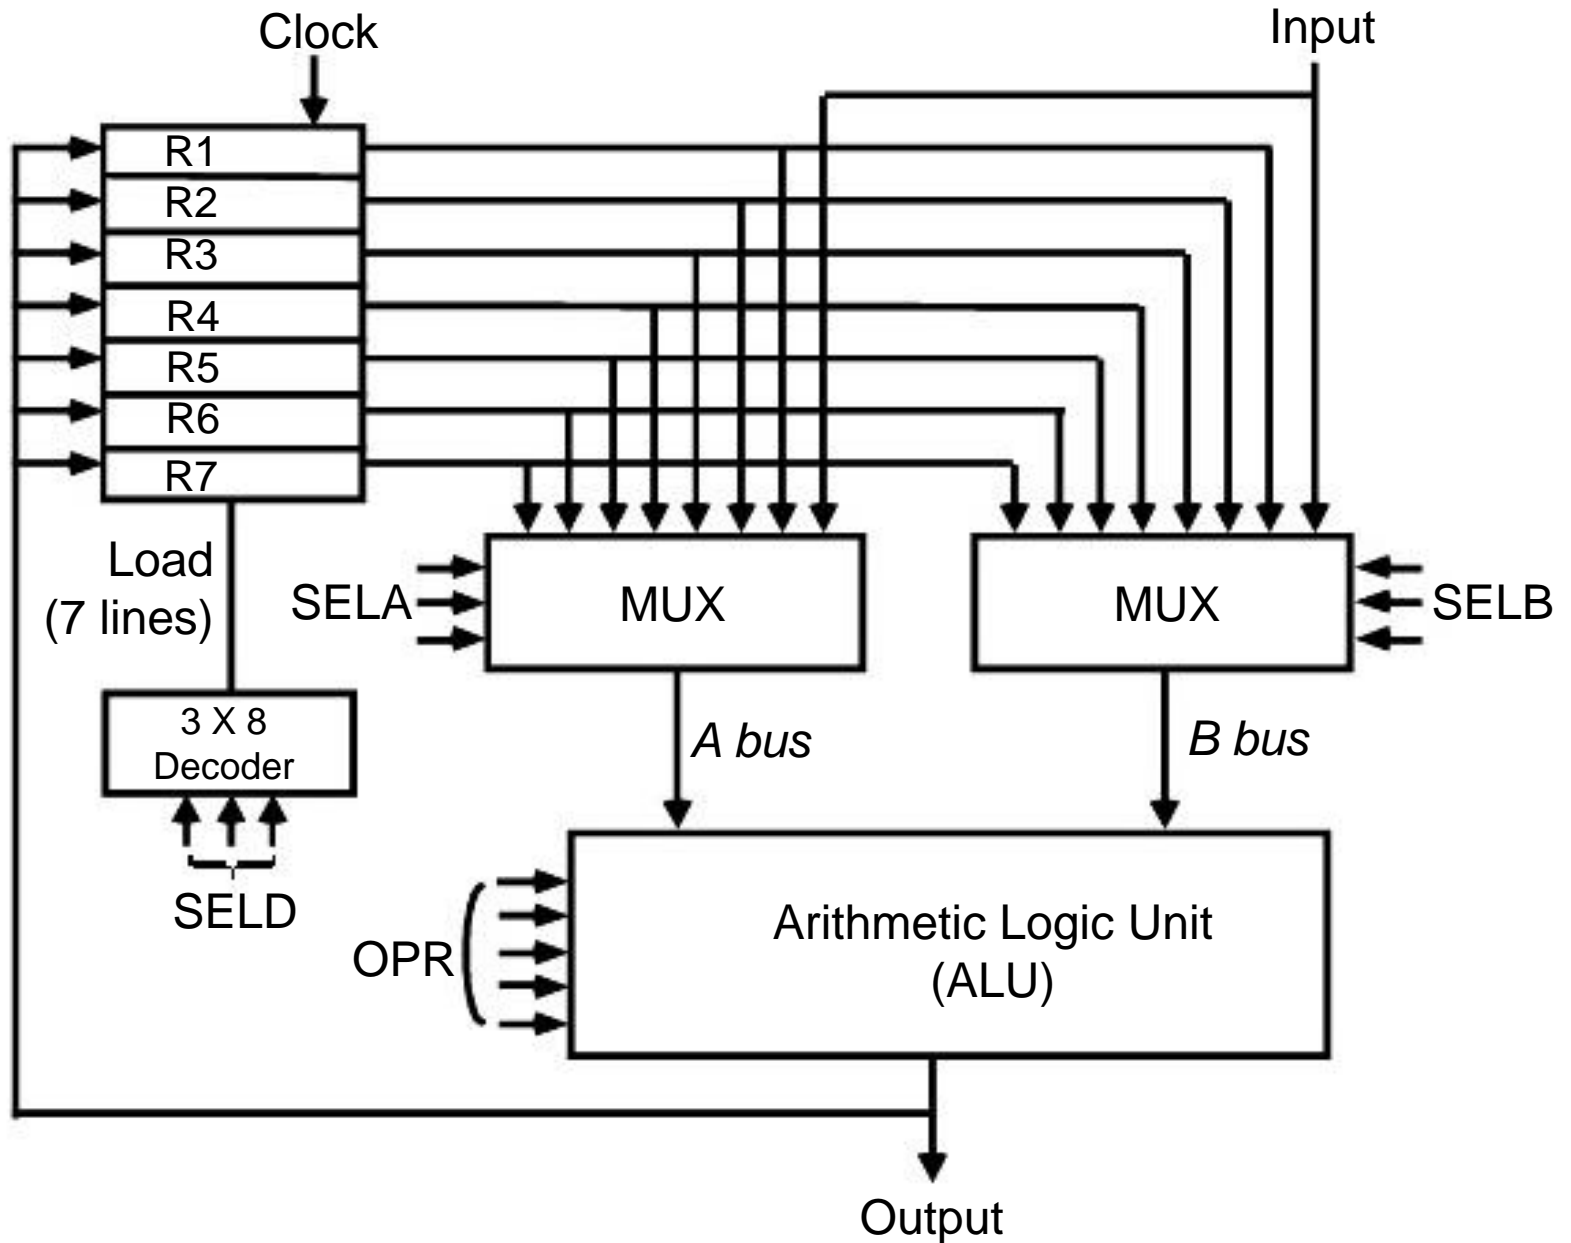 Clock
Input
R1
R2
R3
R4
R5
R6
R7
Load
(7 lines)
SELA
MUX
MUX
SELB
3 X 8
Decoder
A bus
B bus
SELD
OPR
Arithmetic Logic Unit
(ALU)
Output